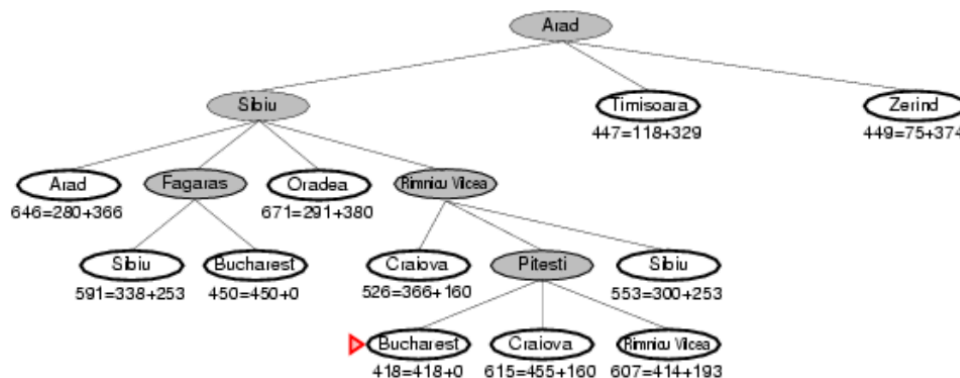 Arad
Sibiu
Timisoara
Zerind
447=118+329
449=75+374
Arad
Fagaras
Oradea
Rimnicu Vilcea
646=280+366
671=291+380
Sibiu
Bucharest
Craiova
Pitesti
Sibiu
591=338+253
450=450+0
526=366+160
553=300+253
Bucharest
Craiova
Rimnicu Vilcea
418=418+0
615=455+160
607=414+193